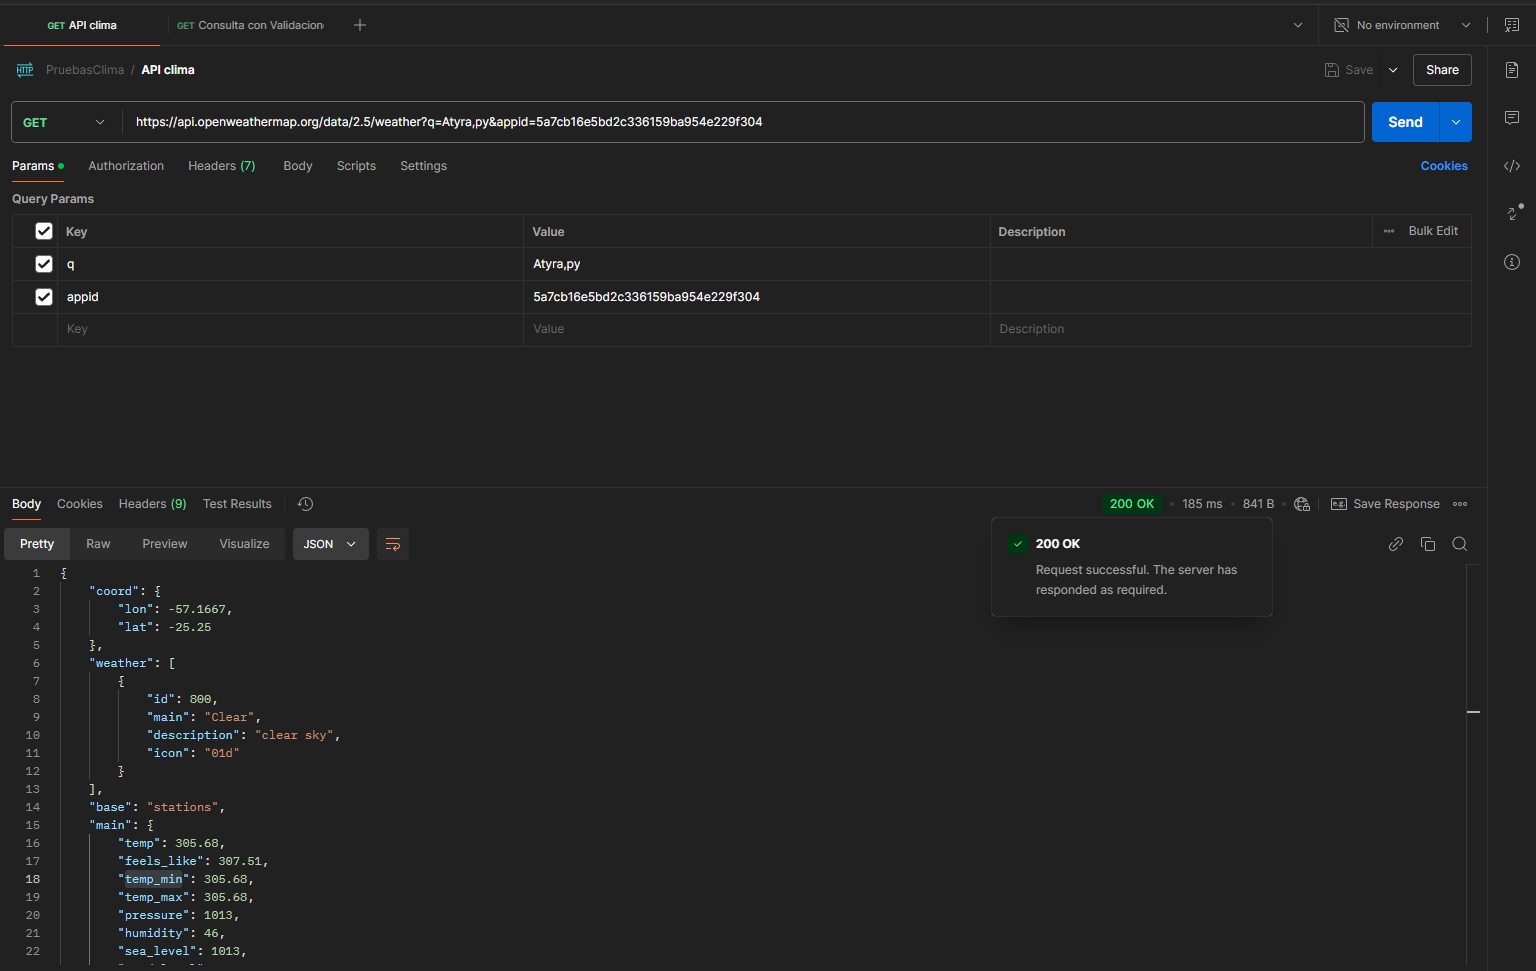 GET API clima GET Consulta con Validacion No environment
HTTP PruebasClima / API clima Save Share
GET https://api.openweathermap.org/data/2.5/weather?q=Atyra,py&appid=5a7cb16e5bd2c336159ba954e229f304 Send
Params Authorization Headers (7) Body Scripts Settings Cookies
Query Params
Key Value Description Bulk Edit
q Atyra,py
appid 5a7cb16e5bd2c336159ba954e229f304
Key Value Description
Body Cookies Headers (9) Test Results 200 OK 185 ms 841 B e.g. Save Response
Pretty Raw Preview Visualize JSON
200 OK
Request successful. The server has
responded as required.
1 {
2 "coord": {
3 "lon": -57.1667,
4 "lat": -25.25
5 },
6 "weather": [
7 {
8 "id": 800,
9 "main": "Clear",
10 "description": "clear sky",
11 "icon": "01d"
12 }
13 ],
14 "base": "stations",
15 "main": {
16 "temp": 305.68,
17 "feels_like": 307.51,
18 "temp_min": 305.68,
19 "temp_max": 305.68,
20 "pressure": 1013,
21 "humidity": 46,
22 "sea_level": 1013,